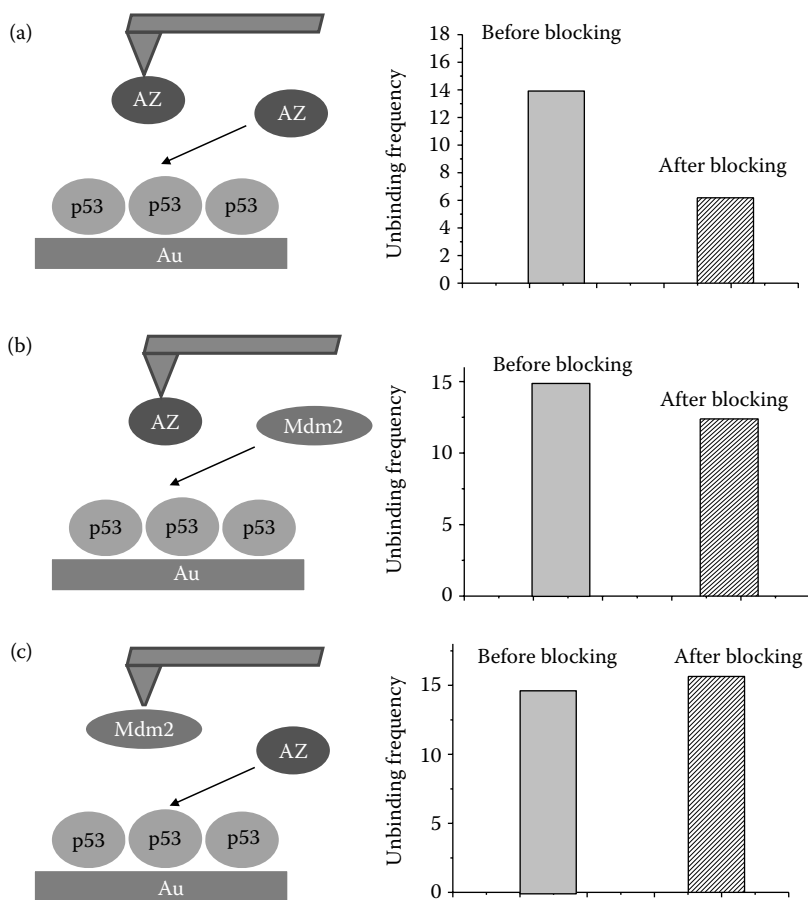 (a)
AZ
AZ
p53 p53 p53
Au
Before blocking
After blocking
Unbinding frequency
18
16
14
12
10
8
6
4
2
0
(b)
AZ
Mdm2
p53 p53 p53
Au
Before blocking
After blocking
Unbinding frequency
15
10
5
0
(c)
Mdm2
AZ
p53 p53 p53
Au
Before blocking After blocking
Unbinding frequency
15
10
5
0